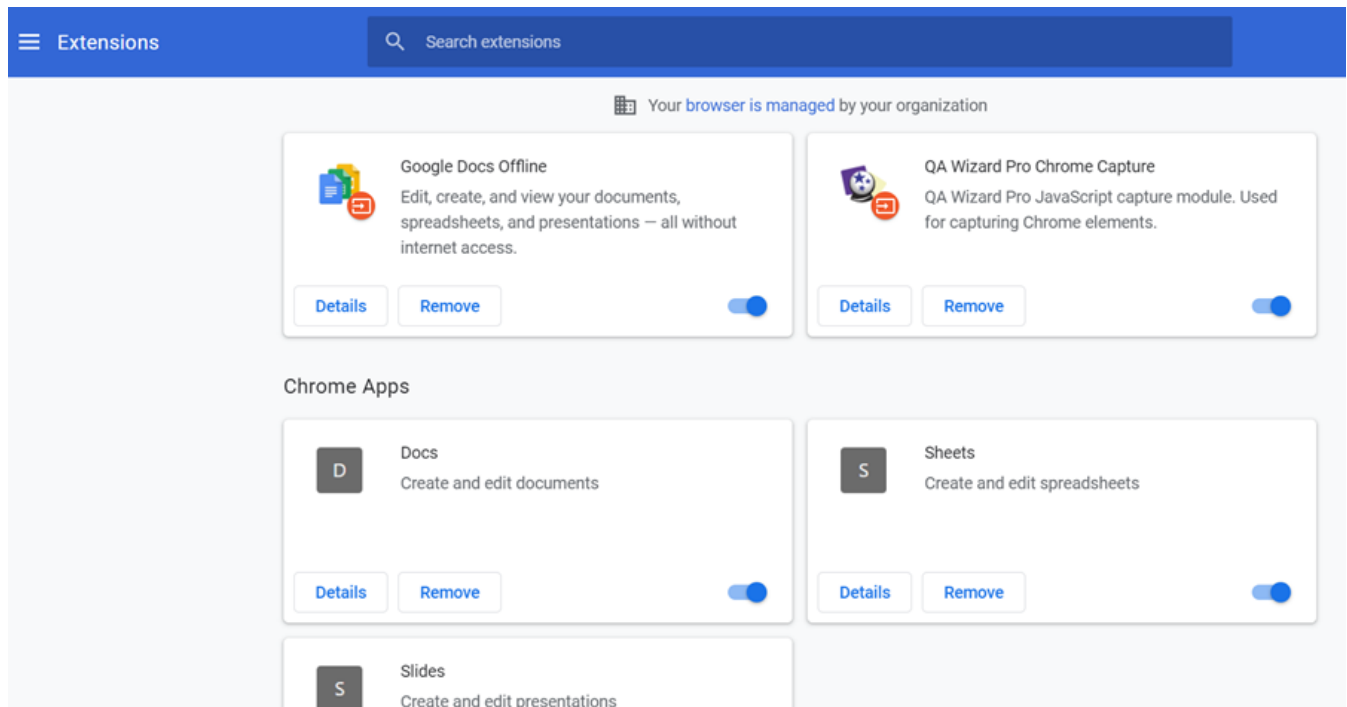 Extensions
Search extensions
Your browser is managed by your organization
Google Docs Offline
Edit, create, and view your documents,
spreadsheets, and presentations — all without
internet access.
Details
Remove
QA Wizard Pro Chrome Capture
QA Wizard Pro JavaScript capture module. Used
for capturing Chrome elements.
Details
Remove
Chrome Apps
D
Docs
Create and edit documents
Details
Remove
S
Sheets
Create and edit spreadsheets
Details
Remove
S
Slides
Create and edit presentations